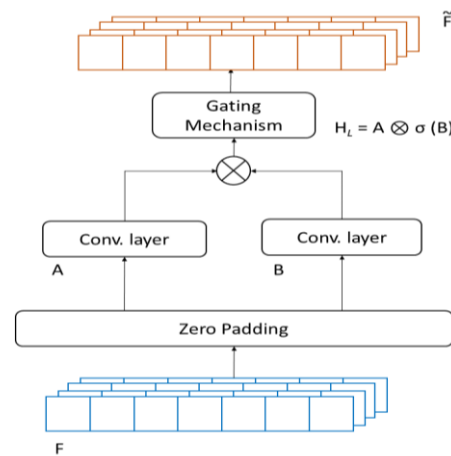 F̃
Gating
Mechanism
H_L = A ⊗ σ (B)
Conv. layer
Conv. layer
A
B
Zero Padding
F